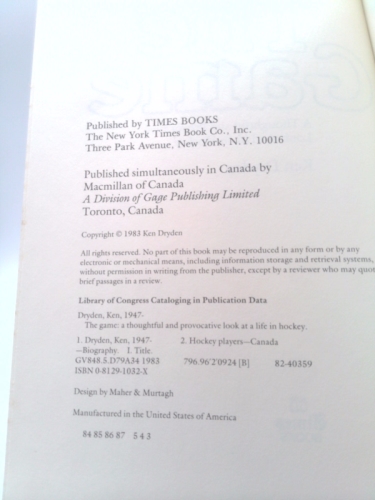 Published by TIMES BOOKS
The New York Times Book Co., Inc.
Three Park Avenue, New York, N.Y. 10016
Published simultaneously in Canada by
Macmillan of Canada
A Division of Gage Publishing Limited
Toronto, Canada
Copyright © 1983 Ken Dryden
All rights reserved. No part of this book may be reproduced in any form or by any
electronic or mechanical means, including information storage and retrieval systems,
without permission in writing from the publisher, except by a reviewer who may quot
brief passages in a review.
Library of Congress Cataloging in Publication Data
Dryden, Ken, 1947-
The game: a thoughtful and provocative look at a life in hockey.
1. Dryden, Ken, 1947- 2. Hockey players—Canada
—Biography. I. Title.
GV848.5.D79A34 1983 796.96'2'0924 [B] 82-40359
ISBN 0-8129-1032-X
Design by Maher & Murtagh
Manufactured in the United States of America
84 85 86 87 5 4 3